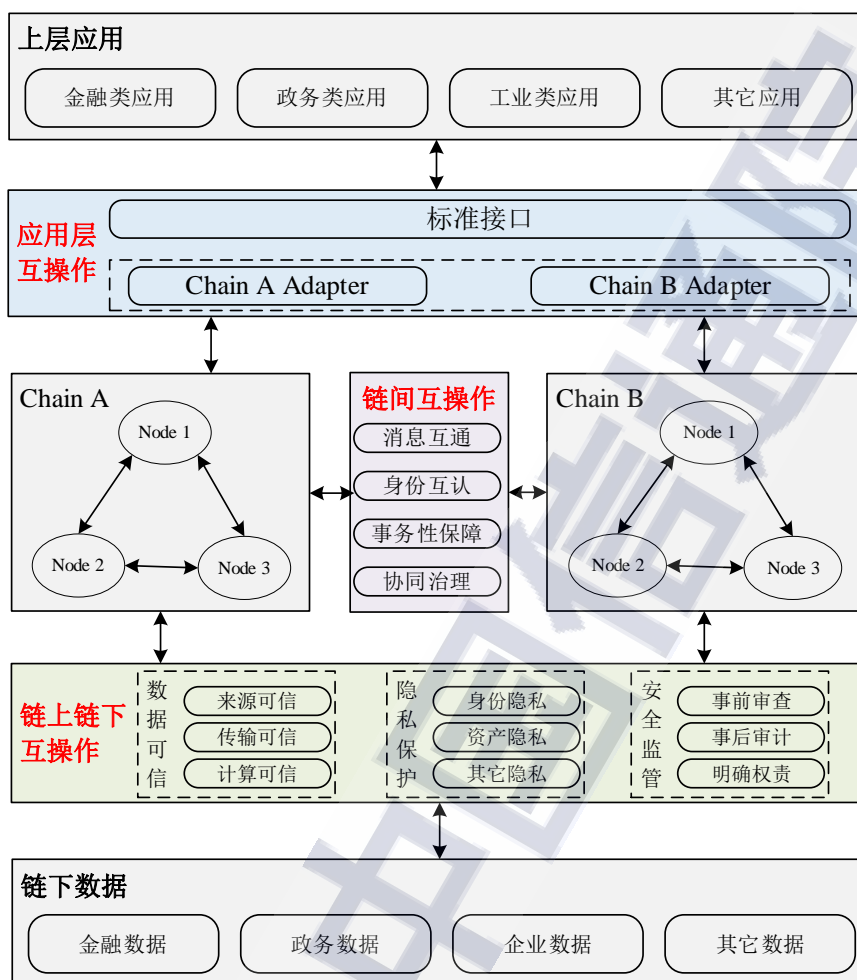 上层应用
金融类应用
政务类应用
工业类应用
其它应用
应用层
互操作
标准接口
Chain A Adapter
Chain B Adapter
Chain A
Node 1
Node 2
Node 3
链间互操作
消息互通
身份互认
事务性保障
协同治理
Chain B
Node 1
Node 2
Node 3
链上链下
互操作
数据可信
来源可信
传输可信
计算可信
隐私保护
身份隐私
资产隐私
其它隐私
安全监管
事前审查
事后审计
明确权责
链下数据
金融数据
政务数据
企业数据
其它数据
中国信通院